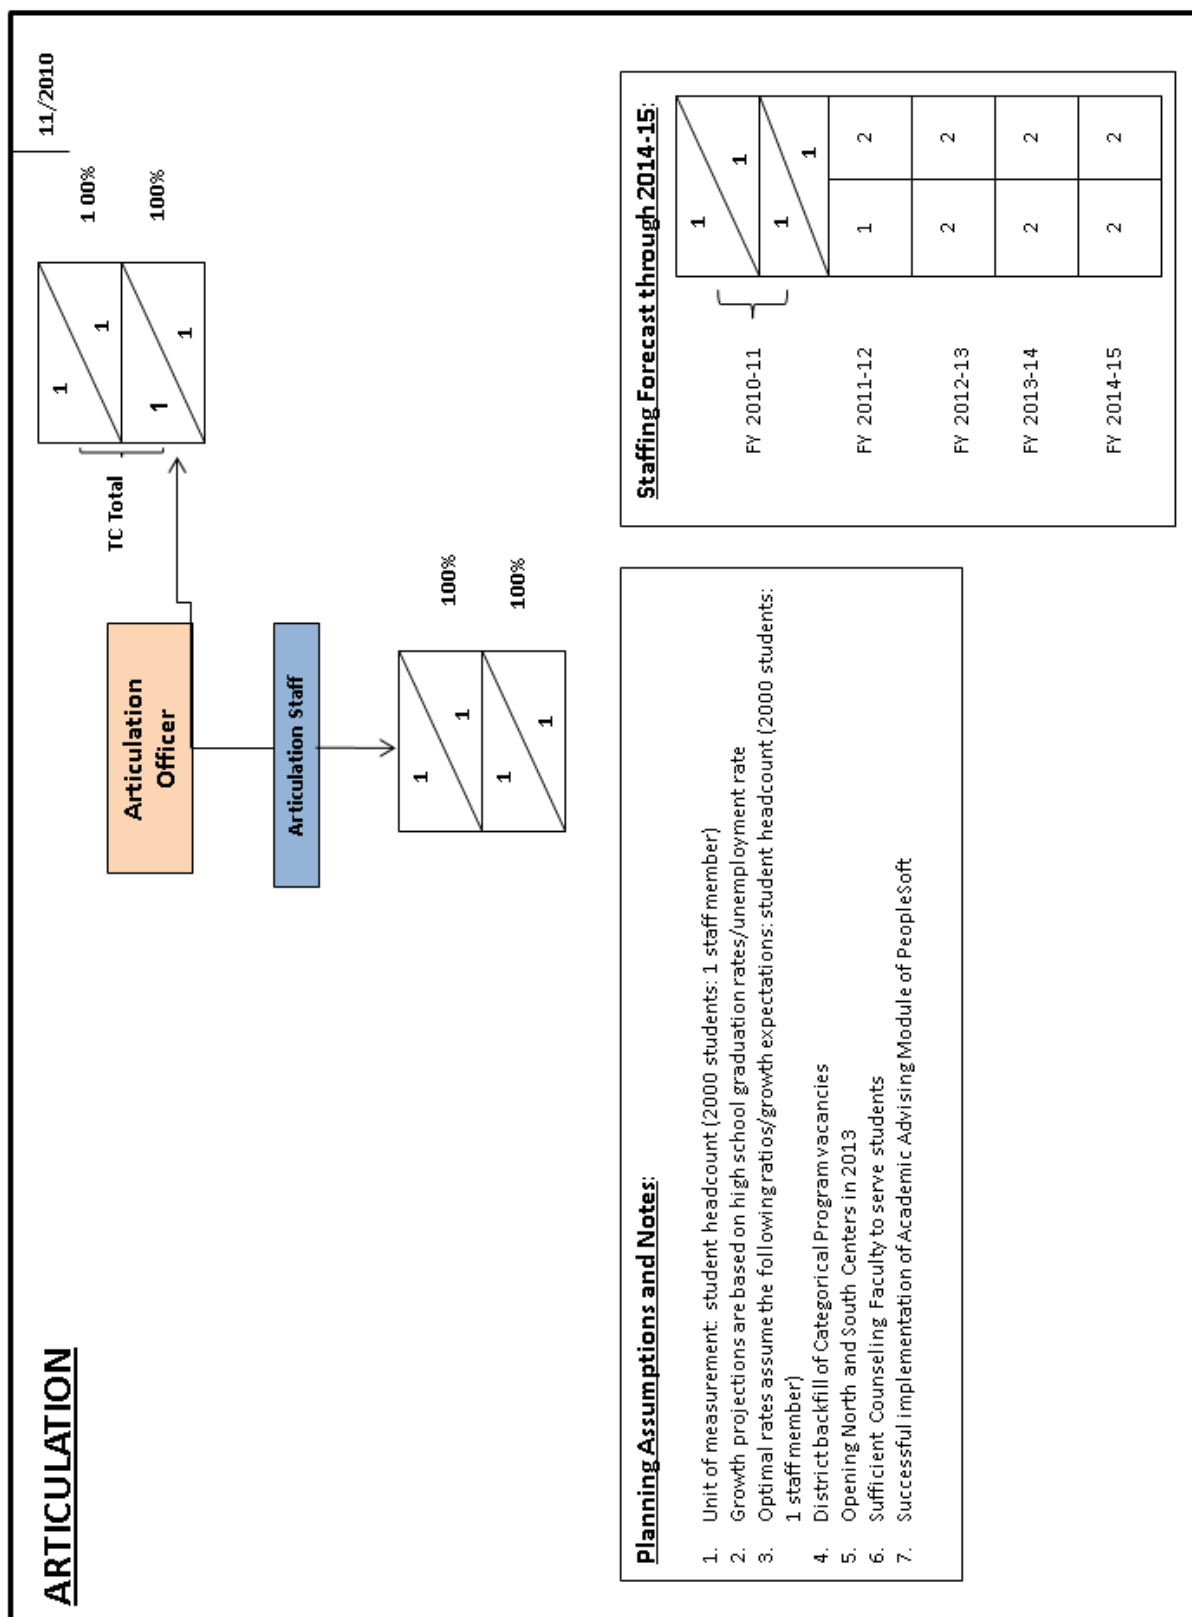 ARTICULATION
11/2010
Articulation
Officer
TC Total
1
1
1 00%
1
1
100%
Articulation Staff
1
1
100%
1
1
100%
Planning Assumptions and Notes:
1. Unit of measurement: student headcount (2000 students: 1 staff member)
2. Growth projections are based on high school graduation rates/unemployment rate
3. Optimal rates assume the following ratios/growth expectations: student headcount (2000 students:
1 staff member)
4. District backfill of Categorical Program vacancies
5. Opening North and South Centers in 2013
6. Sufficient Counseling Faculty to serve students
7. Successful implementation of Academic Advising Module of PeopleSoft
Staffing Forecast through 2014-15:
FY 2010-11
1
1
1
1
FY 2011-12 1 2
FY 2012-13 2 2
FY 2013-14 2 2
FY 2014-15 2 2